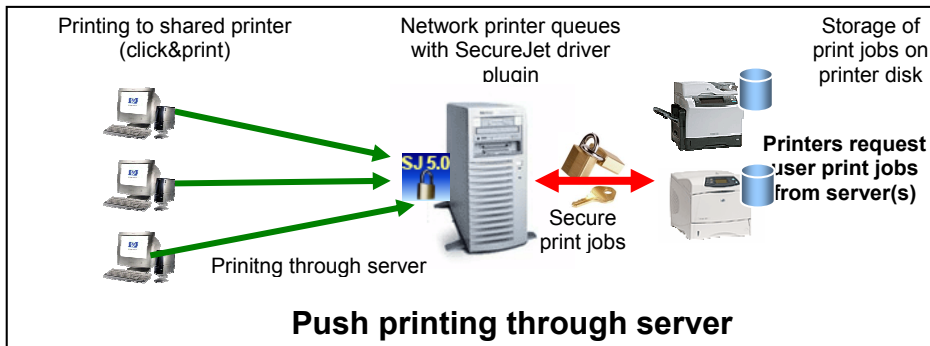 Printing to shared printer
(click&print)
Network printer queues
with SecureJet driver
plugin
Storage of
print jobs on
printer disk
SJ 5.0
Printers request
user print jobs
from server(s)
Secure
print jobs
Prinitng through server
Push printing through server